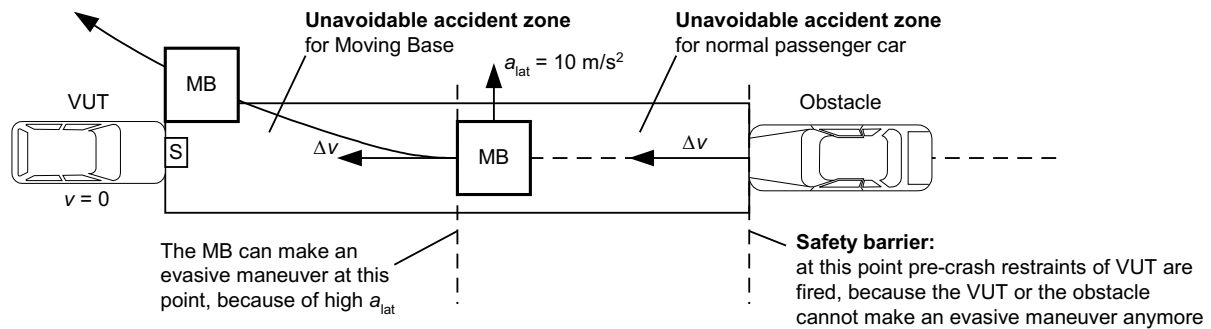 Unavoidable accident zone
for Moving Base
Unavoidable accident zone
for normal passenger car
a_lat = 10 m/s²
MB
VUT
Obstacle
S
Δv
MB
Δv
v = 0
The MB can make an
evasive maneuver at this
point, because of high a_lat
Safety barrier:
at this point pre-crash restraints of VUT are
fired, because the VUT or the obstacle
cannot make an evasive maneuver anymore